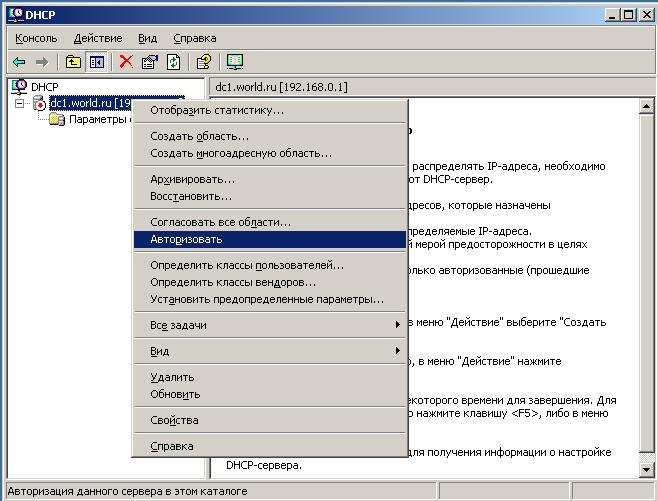 DHCP
Консоль Действие Вид Справка
DHCP
dc1.world.ru [19
Параметры
dc1.world.ru [192.168.0.1]
Отобразить статистику...
Создать область...
Создать многоадресную область...
Архивировать...
Восстановить...
Согласовать все области...
Авторизовать
Определить классы пользователей...
Определить классы вендоров...
Установить предопределенные параметры...
Все задачи
Вид
Удалить
Обновить
Свойства
Справка
распределять IP-адреса, необходимо
от DHCP-сервер.
дресов, которые назначены
пределяемые IP-адреса.
й мерой предосторожности в целях
олько авторизованные (прошедшие
в меню "Действие" выберите "Создать
о, в меню "Действие" нажмите
екоторого времени для завершения. Для
о нажмите клавишу <F5>, либо в меню
для получения информации о настройке
DHCP-сервера.
Авторизация данного сервера в этом каталоге